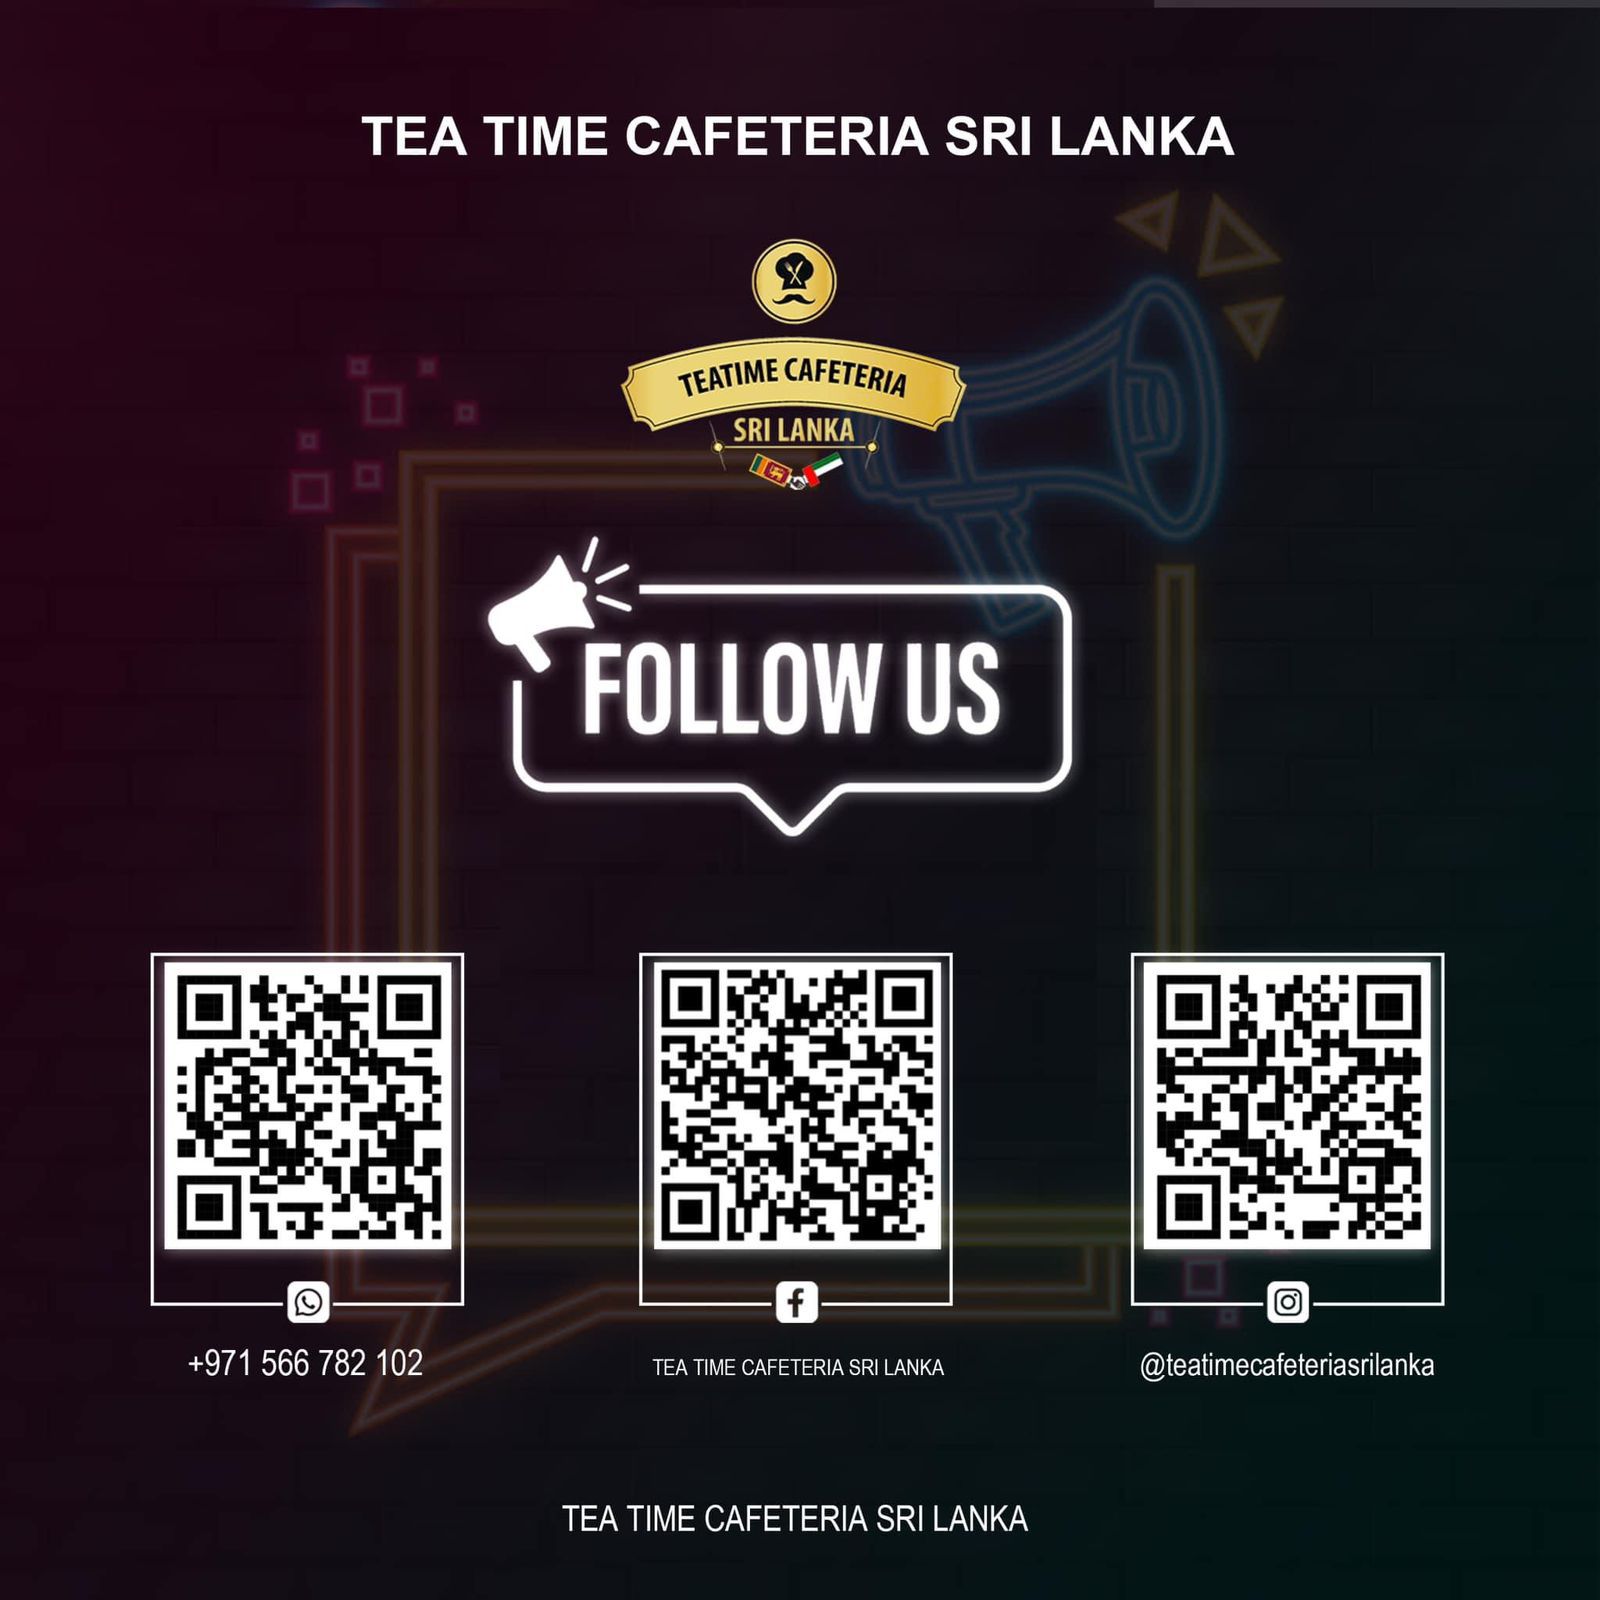 TEA TIME CAFETERIA SRI LANKA
TEATIME CAFETERIA
SRI LANKA
FOLLOW US
+971 566 782 102
TEA TIME CAFETERIA SRI LANKA
@teatimecafeteriasrilanka
TEA TIME CAFETERIA SRI LANKA